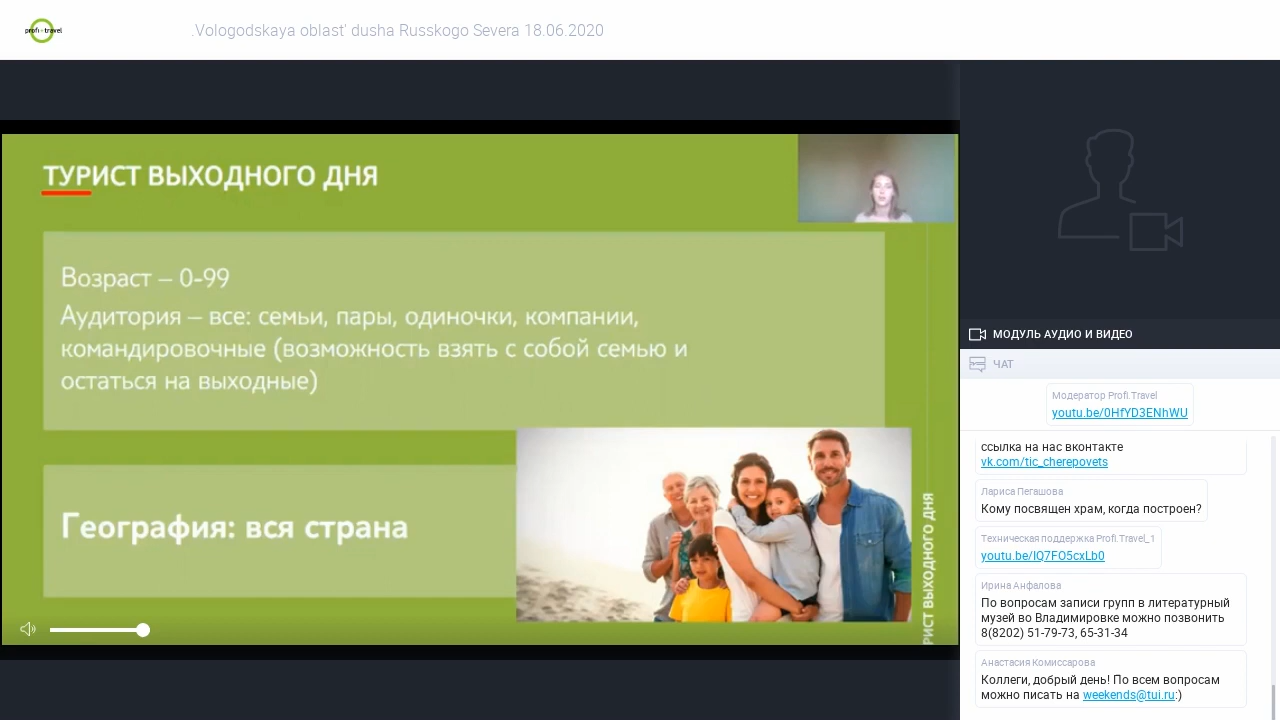 profi travel
.Vologodskaya oblast' dusha Russkogo Severa 18.06.2020
ТУРИСТ ВЫХОДНОГО ДНЯ
Возраст – 0-99
Аудитория – все: семьи, пары, одиночки, компании,
командировочные (возможность взять с собой семью и
остаться на выходные)
География: вся страна
РИСТ ВЫХОДНОГО ДНЯ
МОДУЛЬ АУДИО И ВИДЕО
ЧАТ
Модератор Profi.Travel
youtu.be/0HfYD3ENhWU
ссылка на нас вконтакте
vk.com/tic_cherepovets
Лариса Пегашова
Кому посвящен храм, когда построен?
Техническая поддержка Profi.Travel_1
youtu.be/IQ7FO5cxLb0
Ирина Анфалова
По вопросам записи групп в литературный
музей во Владимировке можно позвонить
8(8202) 51-79-73, 65-31-34
Анастасия Комиссарова
Коллеги, добрый день! По всем вопросам
можно писать на weekends@tui.ru:)